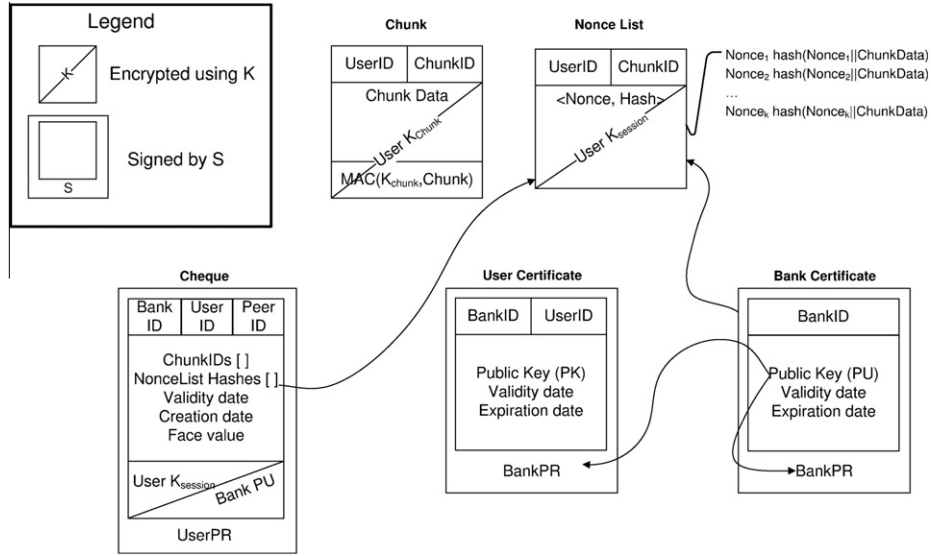 Legend
K
Encrypted using K
S
Signed by S
Chunk
UserID ChunkID
Chunk Data
User K_Chunk
MAC(K_chunk,Chunk)
Nonce List
UserID ChunkID
<Nonce, Hash>
User K_session
Nonce₁ hash(Nonce₁||ChunkData)
Nonce₂ hash(Nonce₂||ChunkData)
...
Nonceₖ hash(Nonceₖ||ChunkData)
Cheque
Bank ID User ID Peer ID
ChunkIDs [ ]
NonceList Hashes [ ]
Validity date
Creation date
Face value
User K_session
Bank PU
UserPR
User Certificate
BankID UserID
Public Key (PK)
Validity date
Expiration date
BankPR
Bank Certificate
BankID
Public Key (PU)
Validity date
Expiration date
BankPR